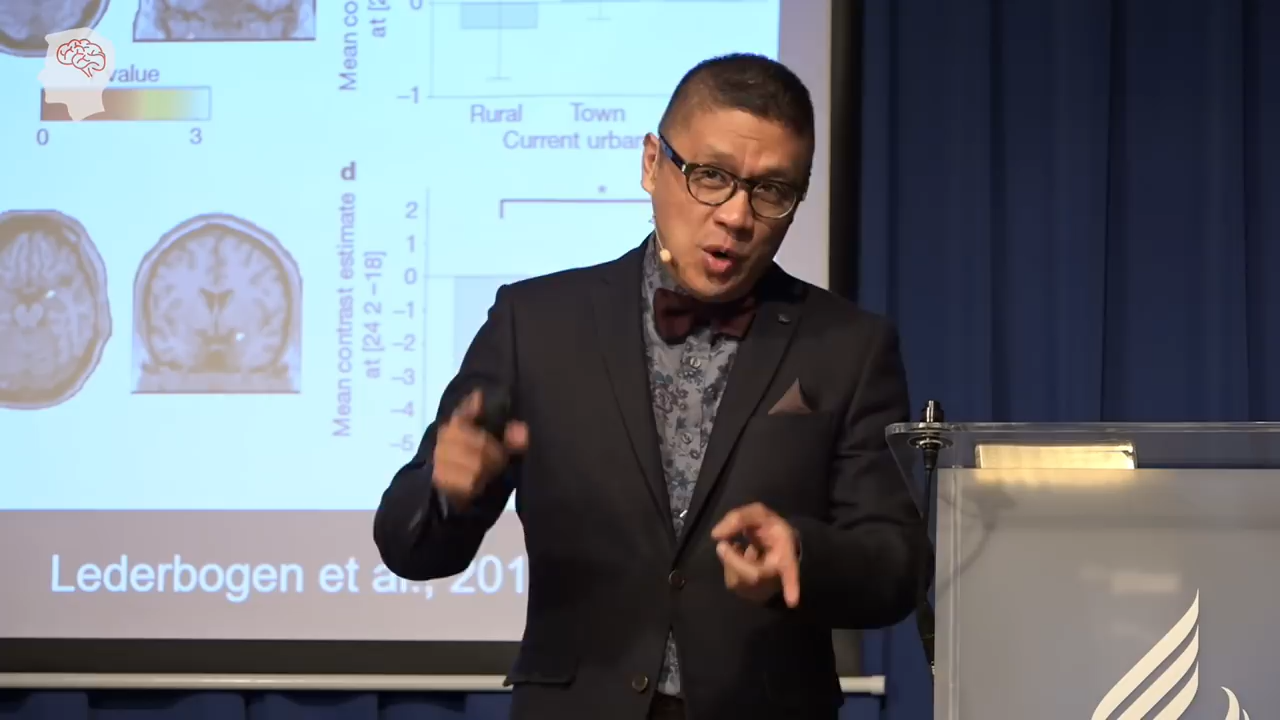 value
0 3
Mean co
at [2
0
-1
Rural Town
Current urban
Mean contrast estimate
at [24 2 -18]
d.
*
2
1
0
-1
-2
-3
-4
-5
Lederbogen et al., 201